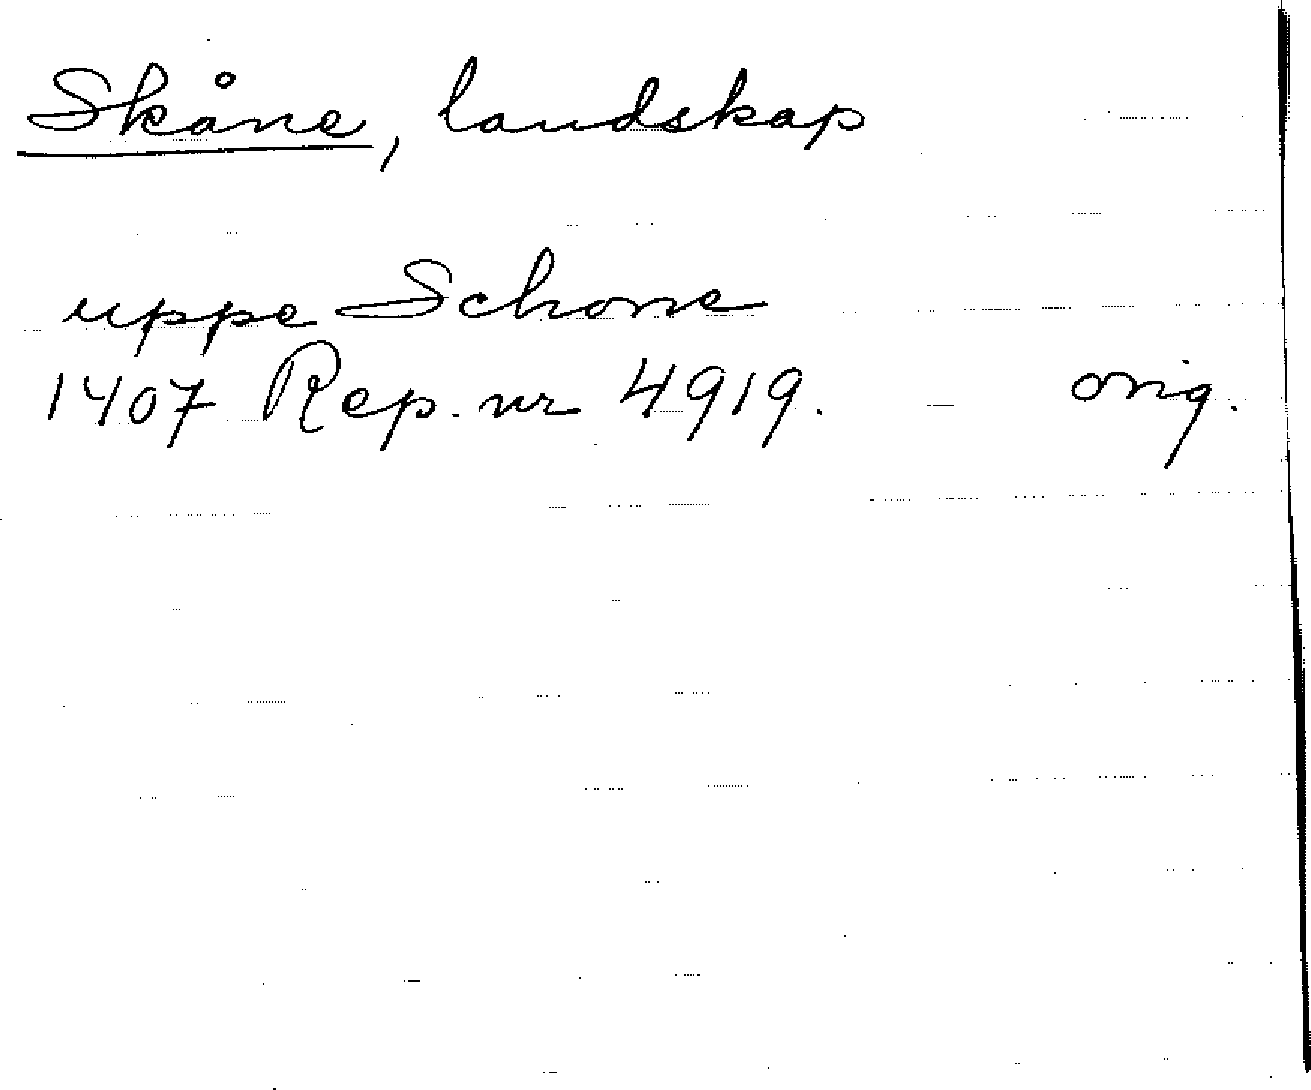 Skåne, landskap
uppe Schone
1407 Rep. nr 4919. orig.